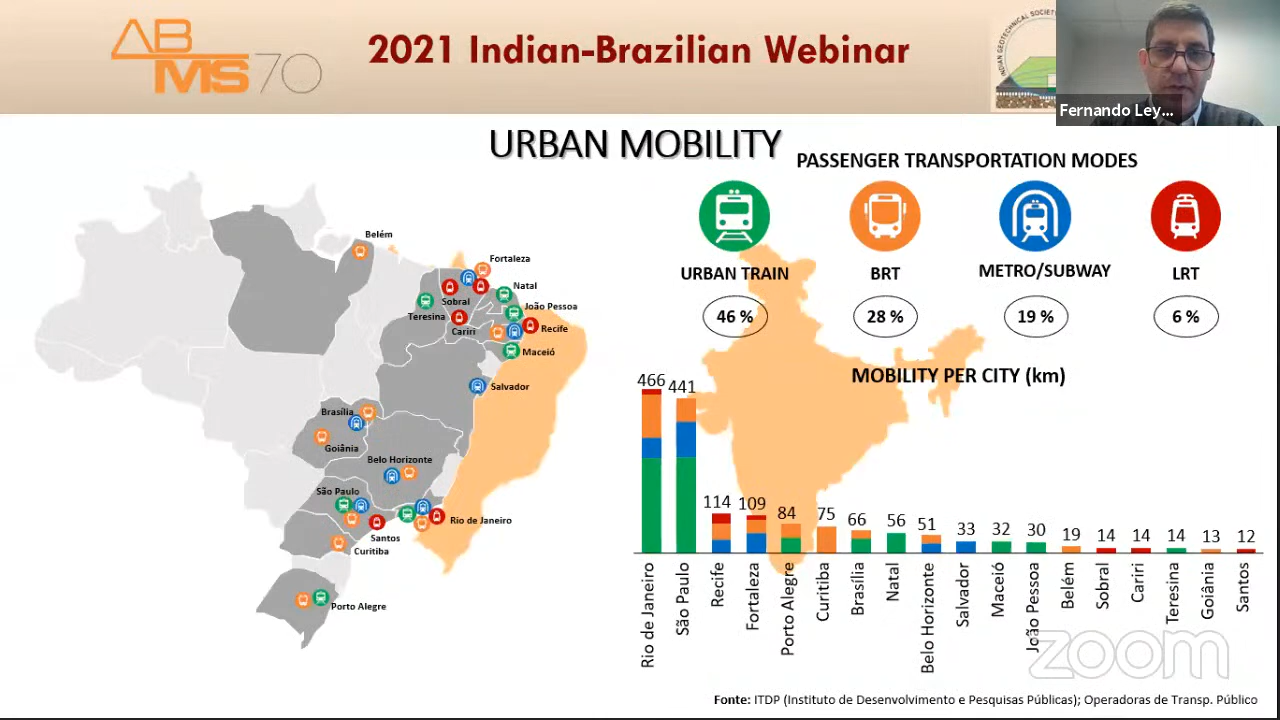 ABMS70
2021 Indian-Brazilian Webinar
INDIAN GEOTECHNICAL SOCIETY
Fernando Ley...
URBAN MOBILITY
PASSENGER TRANSPORTATION MODES
URBAN TRAIN
BRT
METRO/SUBWAY
LRT
46 %
28 %
19 %
6 %
Belém
Fortaleza
Natal
Sobral
João Pessoa
Teresina
Cariri
Recife
Maceió
Salvador
Brasília
Goiânia
Belo Horizonte
São Paulo
Rio de Janeiro
Santos
Curitiba
Porto Alegre
MOBILITY PER CITY (km)
466
441
114
109
84
75
66
56
51
33
32
30
19
14
14
14
13
12
Rio de Janeiro
São Paulo
Recife
Fortaleza
Porto Alegre
Curitiba
Brasília
Natal
Belo Horizonte
Salvador
Maceió
João Pessoa
Belém
Sobral
Cariri
Teresina
Goiânia
Santos
zoom
Fonte: ITDP (Instituto de Desenvolvimento e Pesquisas Públicas); Operadoras de Transp. Público